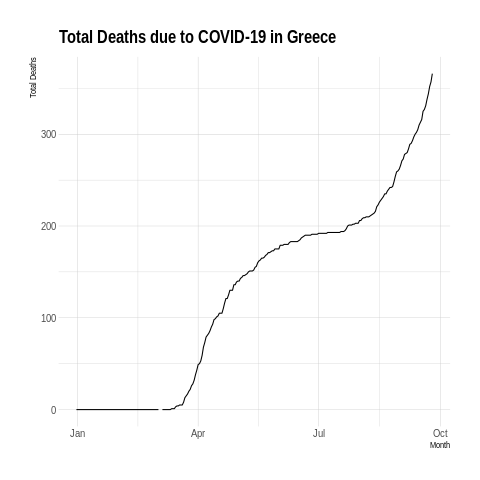 Total Deaths due to COVID-19 in Greece
Total Deaths
300
200
100
0
Jan Apr Jul Oct
Month